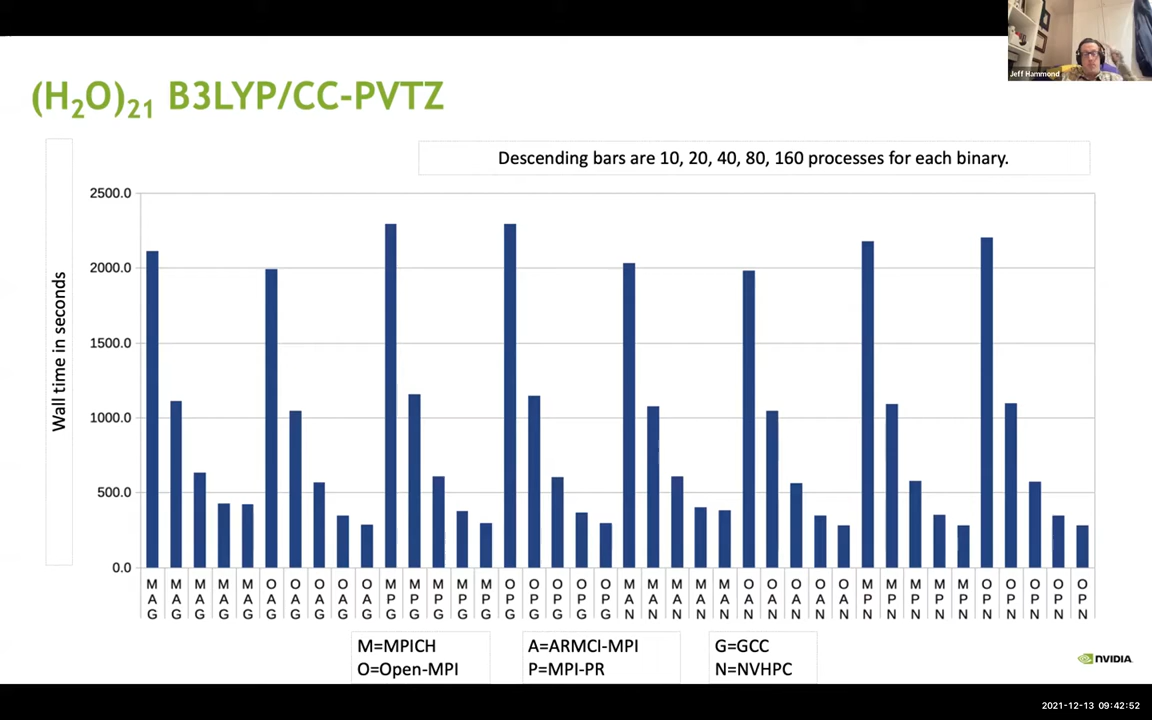 Jeff Hammond
(H2O)21 B3LYP/CC-PVTZ
Descending bars are 10, 20, 40, 80, 160 processes for each binary.
Wall time in seconds
2500.0
2000.0
1500.0
1000.0
500.0
0.0
M M M M M O O O O O M M M M M O O O O O M M M M M O O O O O M M M M M O O O O O
A A A A A A A A A A P P P P P P P P P P A A A A A A A A A A P P P P P P P P P P
G G G G G G G G G G G G G G G G G G G G N N N N N N N N N N N N N N N N N N N N
M=MPICH
O=Open-MPI
A=ARMCI-MPI
P=MPI-PR
G=GCC
N=NVHPC
NVIDIA.
2021-12-13 09:42:52